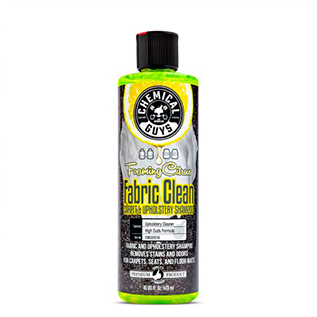 CHEMICAL
GUYS
Foaming Citrus
Fabric Clean
CARPET & UPHOLSTERY SHAMPOO
Upholstery Cleaner
High Suds Formula
FABRIC AND UPHOLSTERY SHAMPOO
REMOVES STAINS AND ODORS
FOR CARPETS, SEATS, AND FLOOR MATS
PREMIUM PRODUCT